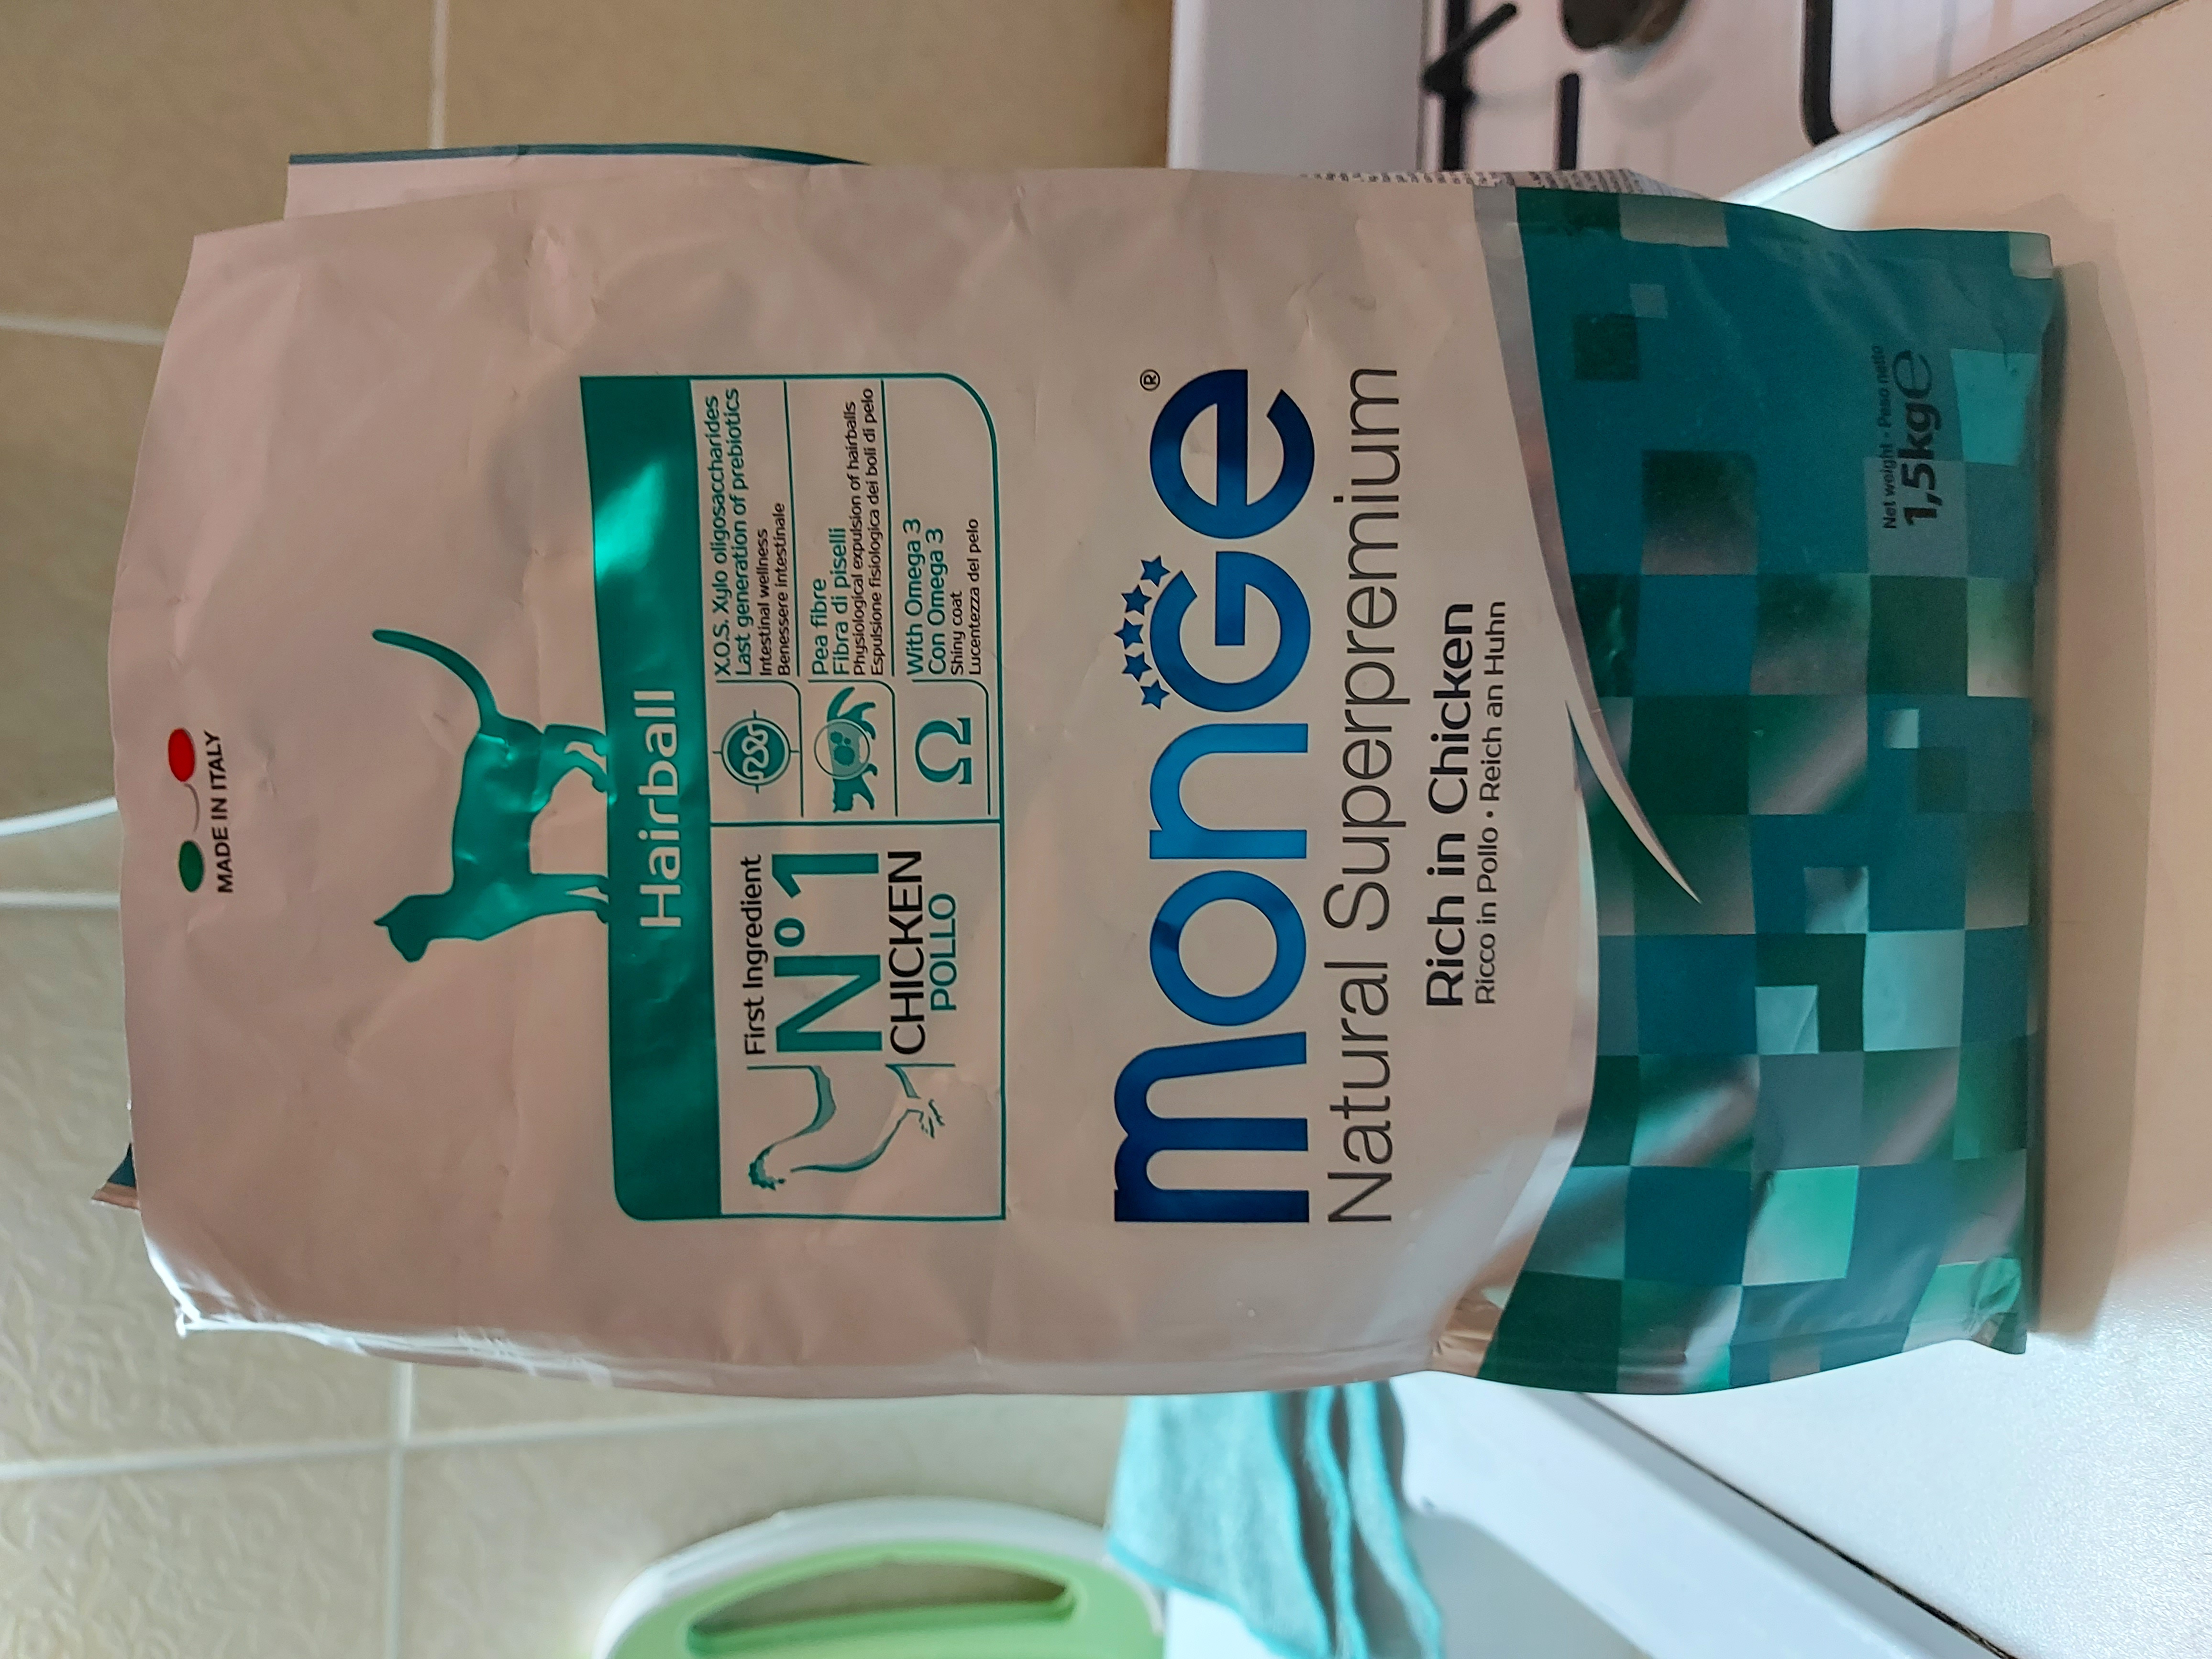 MADE IN ITALY
Hairball
First Ingredient
N°1
CHICKEN
POLLO
X.O.S. Xylo oligosaccharides
Last generation of prebiotics
Intestinal wellness
Benessere intestinale
Pea fibre
Fibra di piselli
Physiological expulsion of hairballs
Espulsione fisiologica dei boli di pelo
Ω
With Omega 3
Con Omega 3
Shiny coat
Lucentezza del pelo
monGe®
Natural Superpremium
Rich in Chicken
Ricco in Pollo • Reich an Huhn
Net weight • Peso netto
1,5kg e